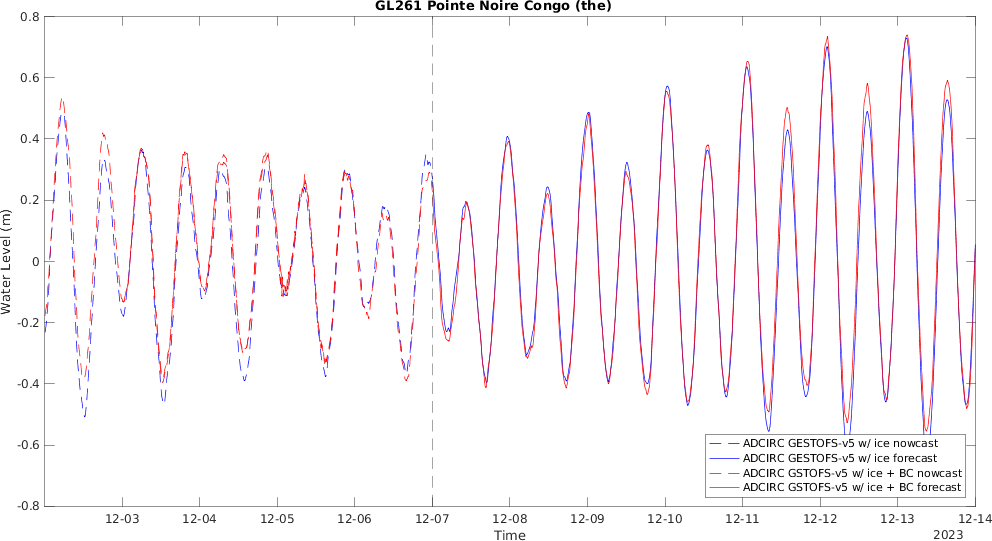 GL261 Pointe Noire Congo (the)
0.8
0.6
0.4
0.2
0
-0.2
-0.4
-0.6
-0.8
Water Level (m)
ADCIRC GESTOFS-v5 w/ ice nowcast
ADCIRC GESTOFS-v5 w/ ice forecast
ADCIRC GSTOFS-v5 w/ ice + BC nowcast
ADCIRC GSTOFS-v5 w/ ice + BC forecast
12-03 12-04 12-05 12-06 12-07 12-08 12-09 12-10 12-11 12-12 12-13 12-14
Time
2023